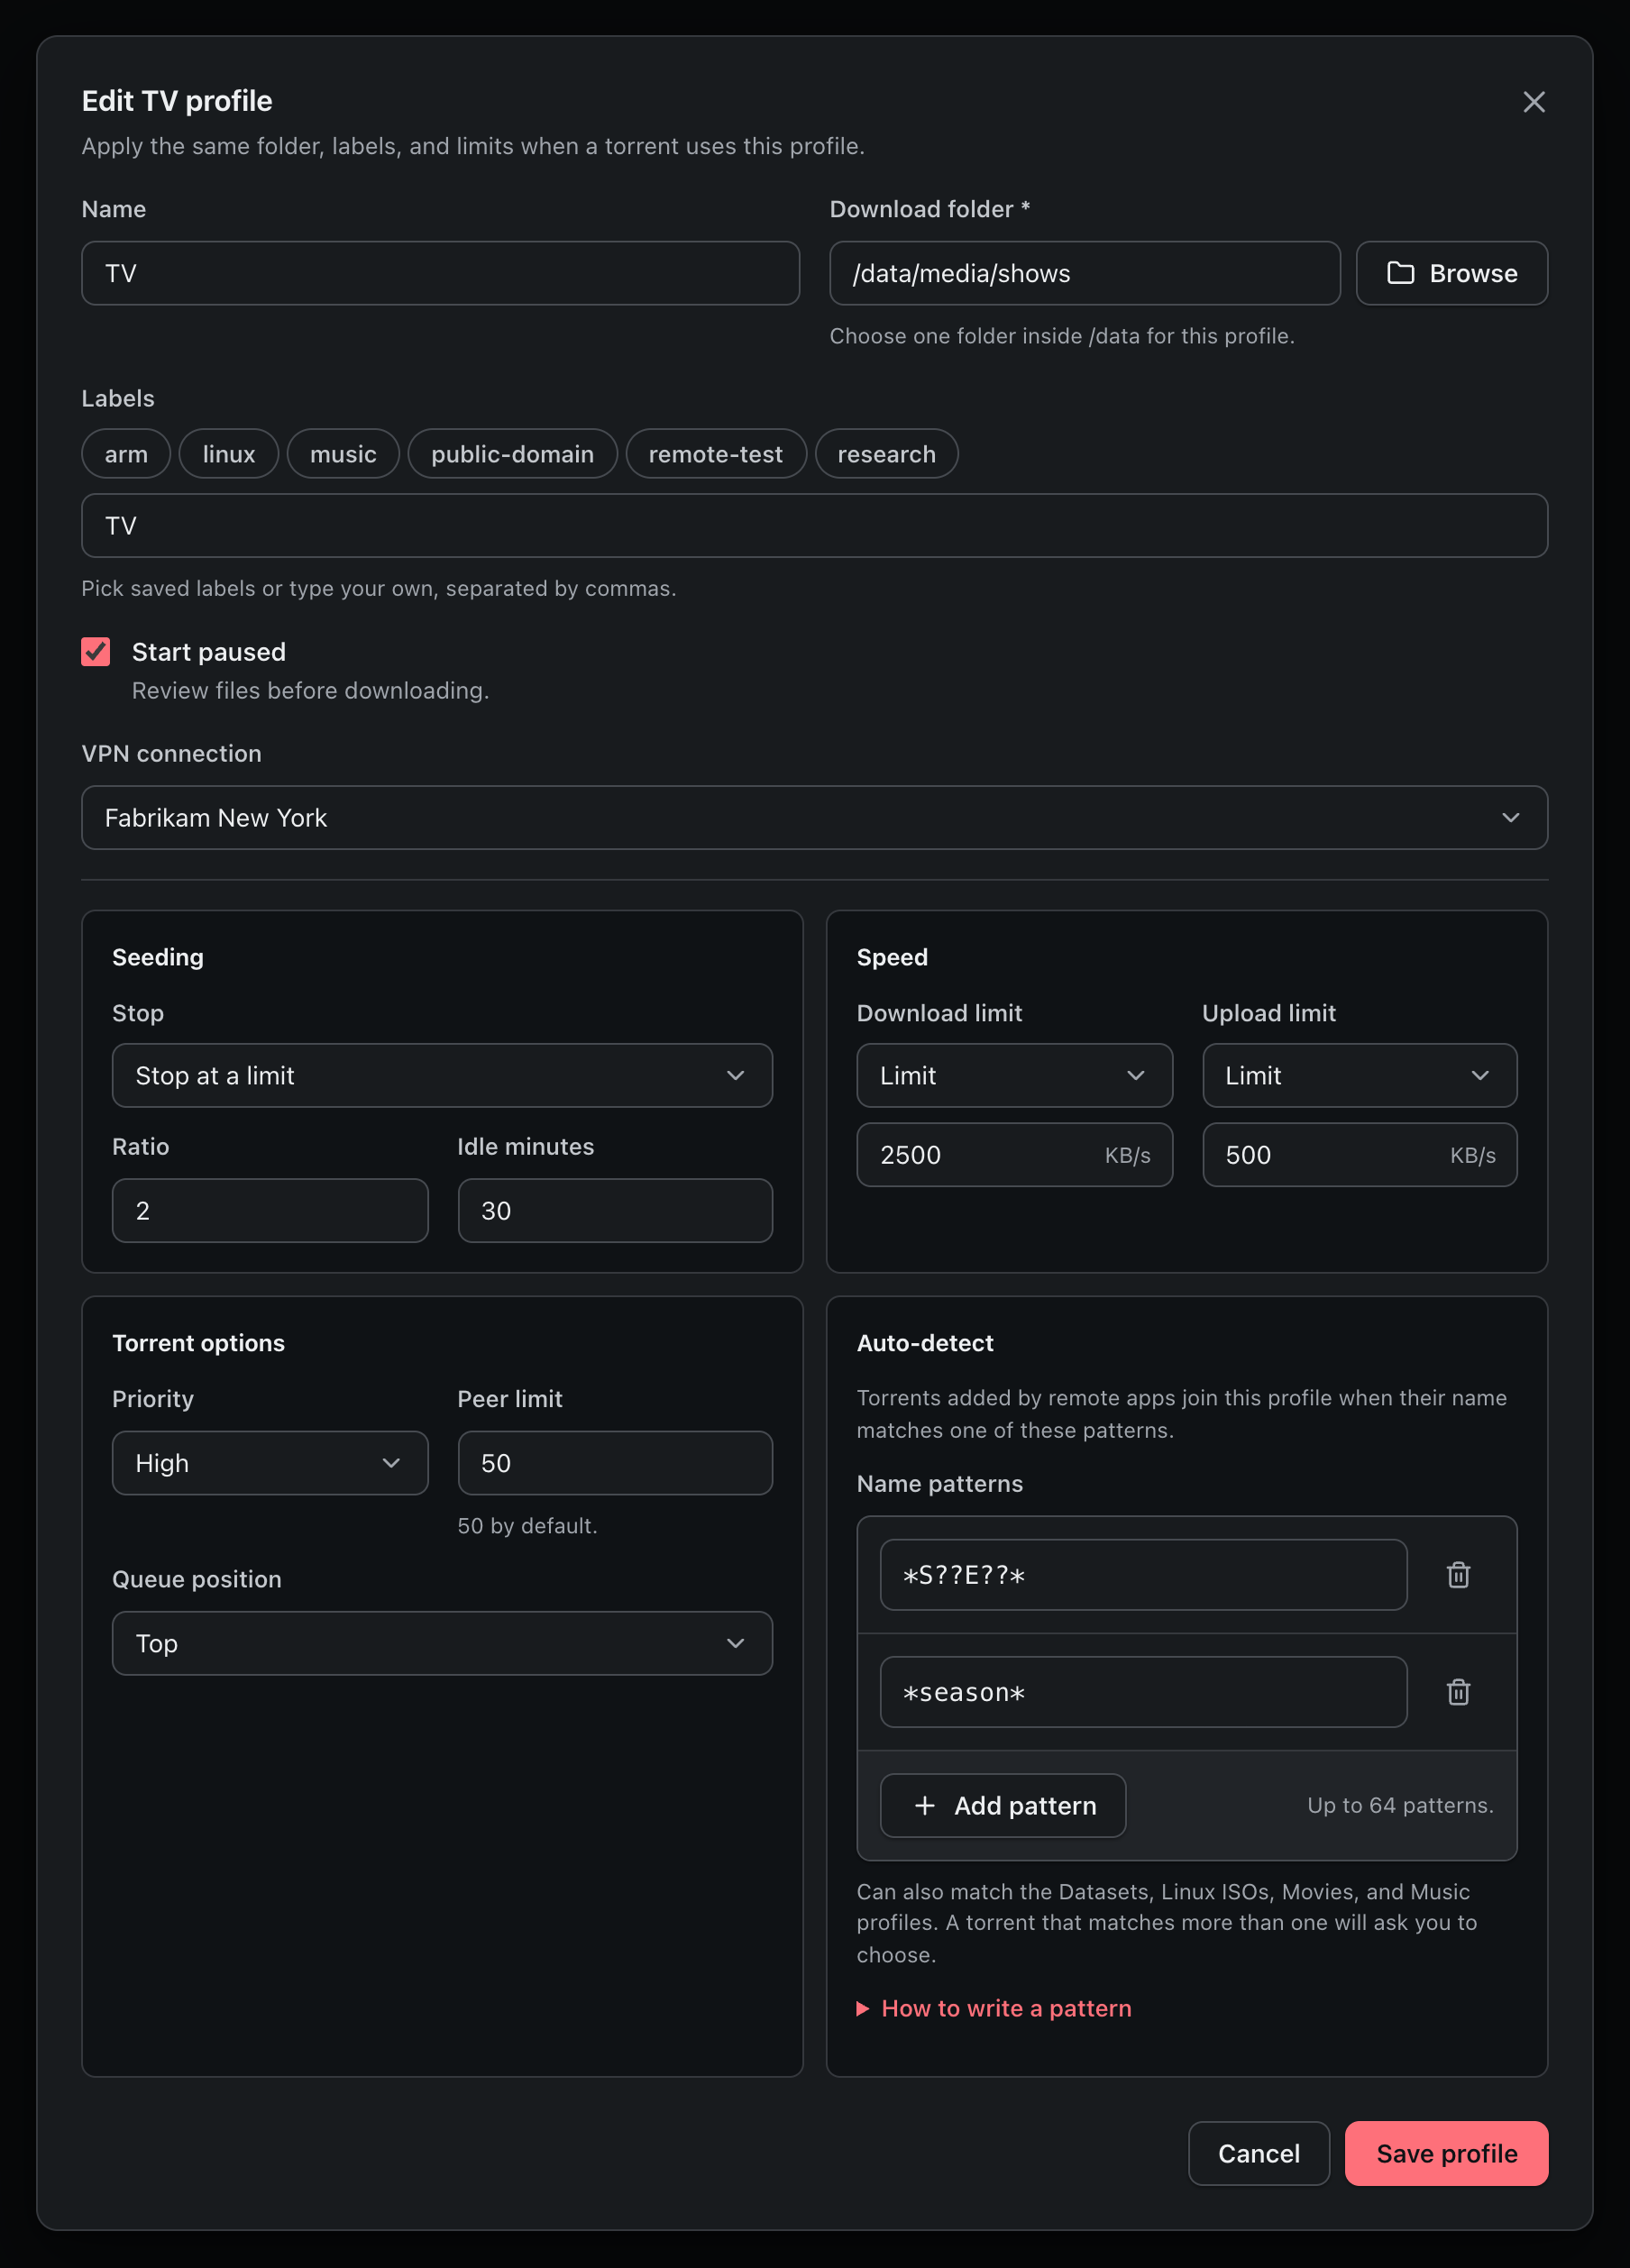 Edit TV profile
Apply the same folder, labels, and limits when a torrent uses this profile.
Name
TV
Download folder *
/data/media/shows
Browse
Choose one folder inside /data for this profile.
Labels
arm
linux
music
public-domain
remote-test
research
TV
Pick saved labels or type your own, separated by commas.
Start paused
Review files before downloading.
VPN connection
Fabrikam New York
Seeding
Stop
Stop at a limit
Ratio
2
Idle minutes
30
Speed
Download limit
Limit
2500 KB/s
Upload limit
Limit
500 KB/s
Torrent options
Priority
High
Peer limit
50
50 by default.
Queue position
Top
Auto-detect
Torrents added by remote apps join this profile when their name
matches one of these patterns.
Name patterns
*S??E??*
*season*
Add pattern
Up to 64 patterns.
Can also match the Datasets, Linux ISOs, Movies, and Music
profiles. A torrent that matches more than one will ask you to
choose.
How to write a pattern
Cancel
Save profile